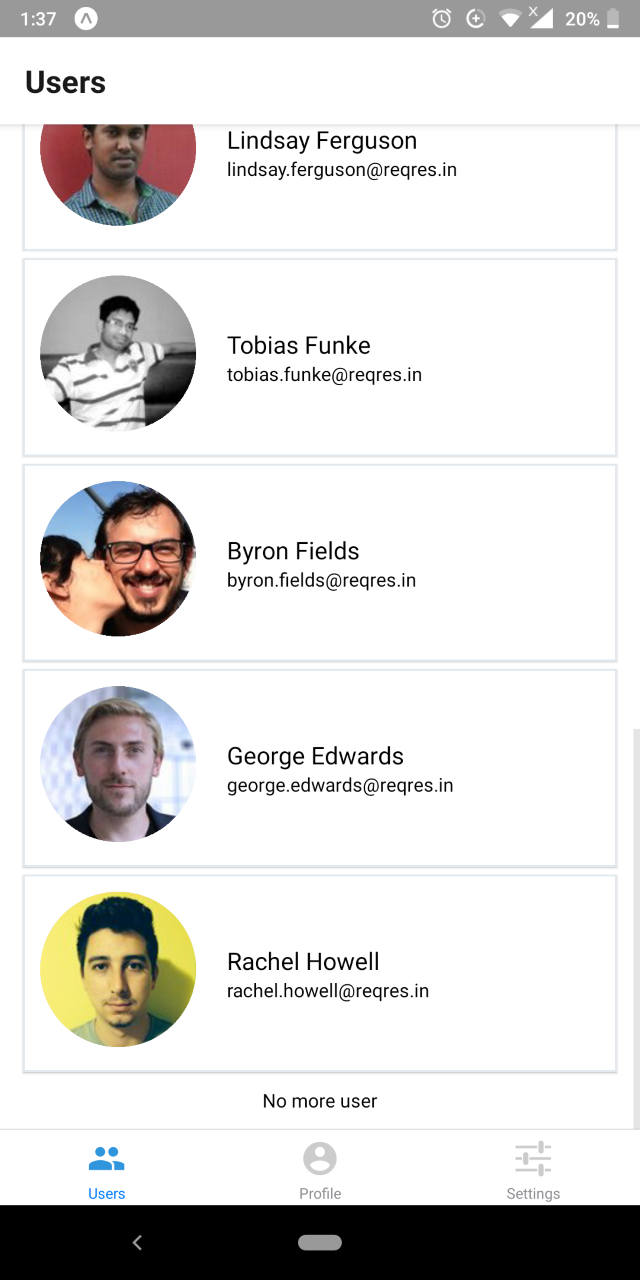 1:37
20%
Users
Lindsay Ferguson
lindsay.ferguson@reqres.in
Tobias Funke
tobias.funke@reqres.in
Byron Fields
byron.fields@reqres.in
George Edwards
george.edwards@reqres.in
Rachel Howell
rachel.howell@reqres.in
No more user
Users
Profile
Settings